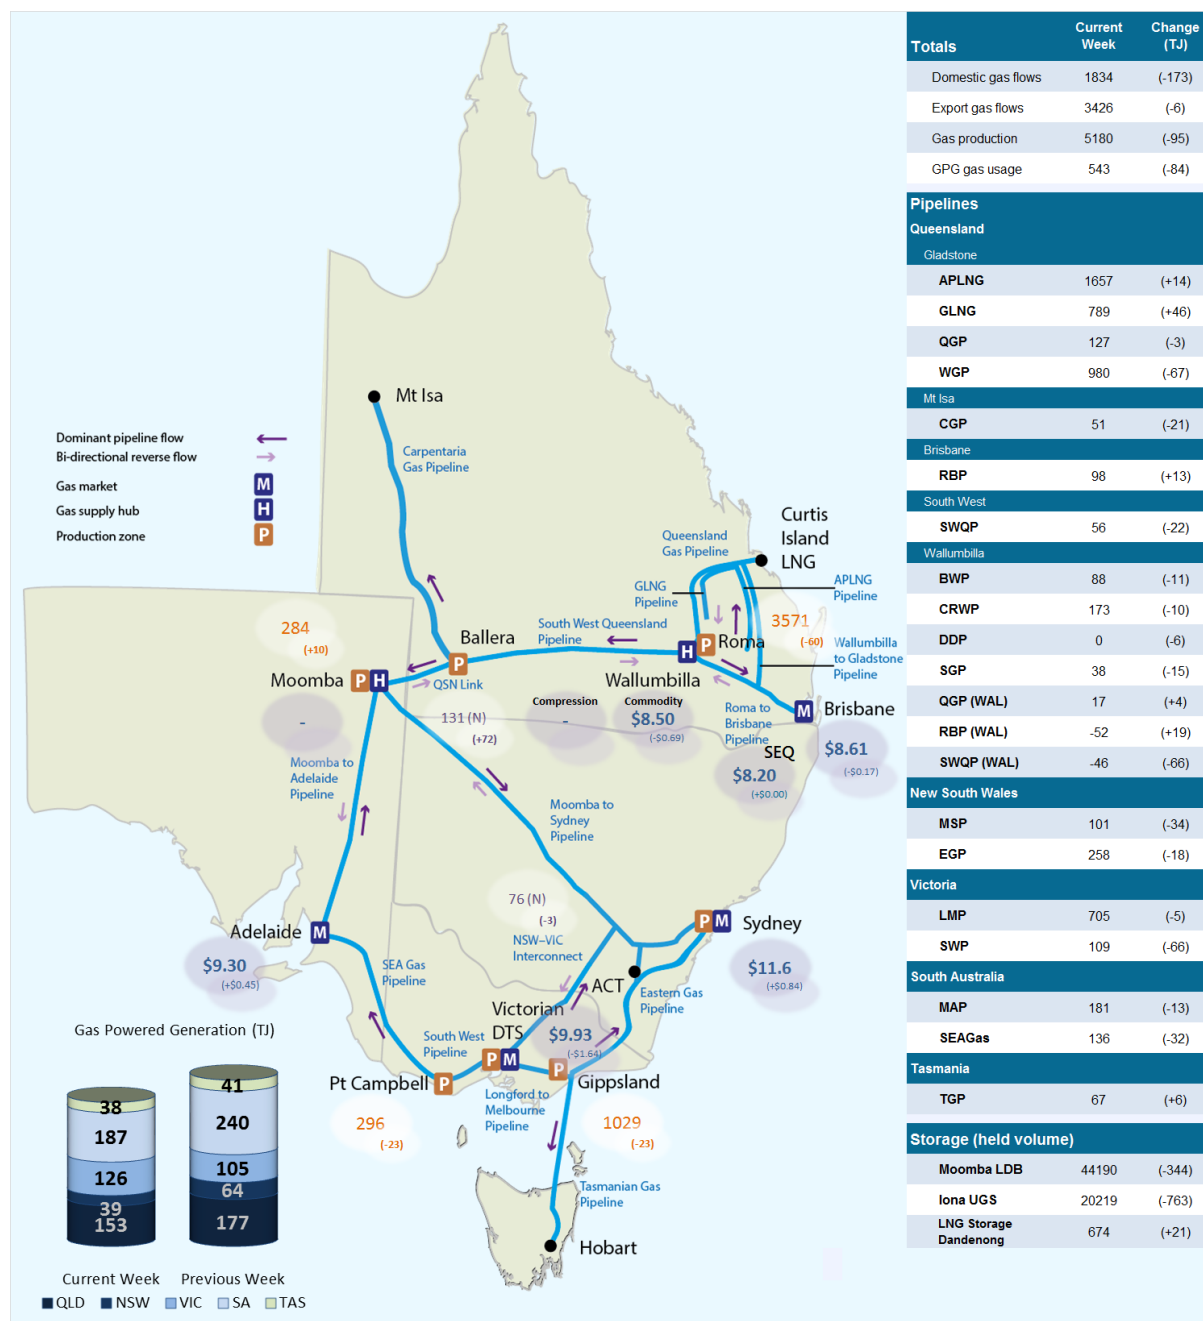 Mt Isa
Dominant pipeline flow
Bi-directional reverse flow
Gas market M
Gas supply hub H
Production zone P
Carpentaria
Gas Pipeline
Curtis
Island
LNG
Queensland
Gas Pipeline
GLNG
Pipeline
APLNG
Pipeline
284
(+10)
3571
(-60)
South West Queensland
Pipeline
Ballera
P
H P Roma
Wallumbilla
to Gladstone
Pipeline
Moomba P H
QSN Link
Wallumbilla
-
131 (N)
(+72)
Compression
-
Commodity
$8.50
(-$0.69)
Roma to
Brisbane
Pipeline
M Brisbane
$8.61
(-$0.17)
SEQ
$8.20
(+$0.00)
Moomba to
Adelaide
Pipeline
Moomba to
Sydney
Pipeline
76 (N)
(-3)
NSW–VIC
Interconnect
P M Sydney
$11.6
(+$0.84)
Adelaide M
$9.30
(+$0.45)
SEA Gas
Pipeline
ACT
Eastern Gas
Pipeline
Victorian
DTS
P M
$9.93
(-$1.64)
South West
Pipeline
Pt Campbell P
296
(-23)
P
Gippsland
1029
(-23)
Longford to
Melbourne
Pipeline
Tasmanian Gas
Pipeline
Hobart
Gas Powered Generation (TJ)
38
187
126
39
153
41
240
105
64
177
Current Week
Previous Week
QLD NSW VIC SA TAS
Totals Current Week Change (TJ)
Domestic gas flows 1834 (-173)
Export gas flows 3426 (-6)
Gas production 5180 (-95)
GPG gas usage 543 (-84)
Pipelines
Queensland
Gladstone
APLNG 1657 (+14)
GLNG 789 (+46)
QGP 127 (-3)
WGP 980 (-67)
Mt Isa
CGP 51 (-21)
Brisbane
RBP 98 (+13)
South West
SWQP 56 (-22)
Wallumbilla
BWP 88 (-11)
CRWP 173 (-10)
DDP 0 (-6)
SGP 38 (-15)
QGP (WAL) 17 (+4)
RBP (WAL) -52 (+19)
SWQP (WAL) -46 (-66)
New South Wales
MSP 101 (-34)
EGP 258 (-18)
Victoria
LMP 705 (-5)
SWP 109 (-66)
South Australia
MAP 181 (-13)
SEAGas 136 (-32)
Tasmania
TGP 67 (+6)
Storage (held volume)
Moomba LDB 44190 (-344)
Iona UGS 20219 (-763)
LNG Storage
Dandenong 674 (+21)